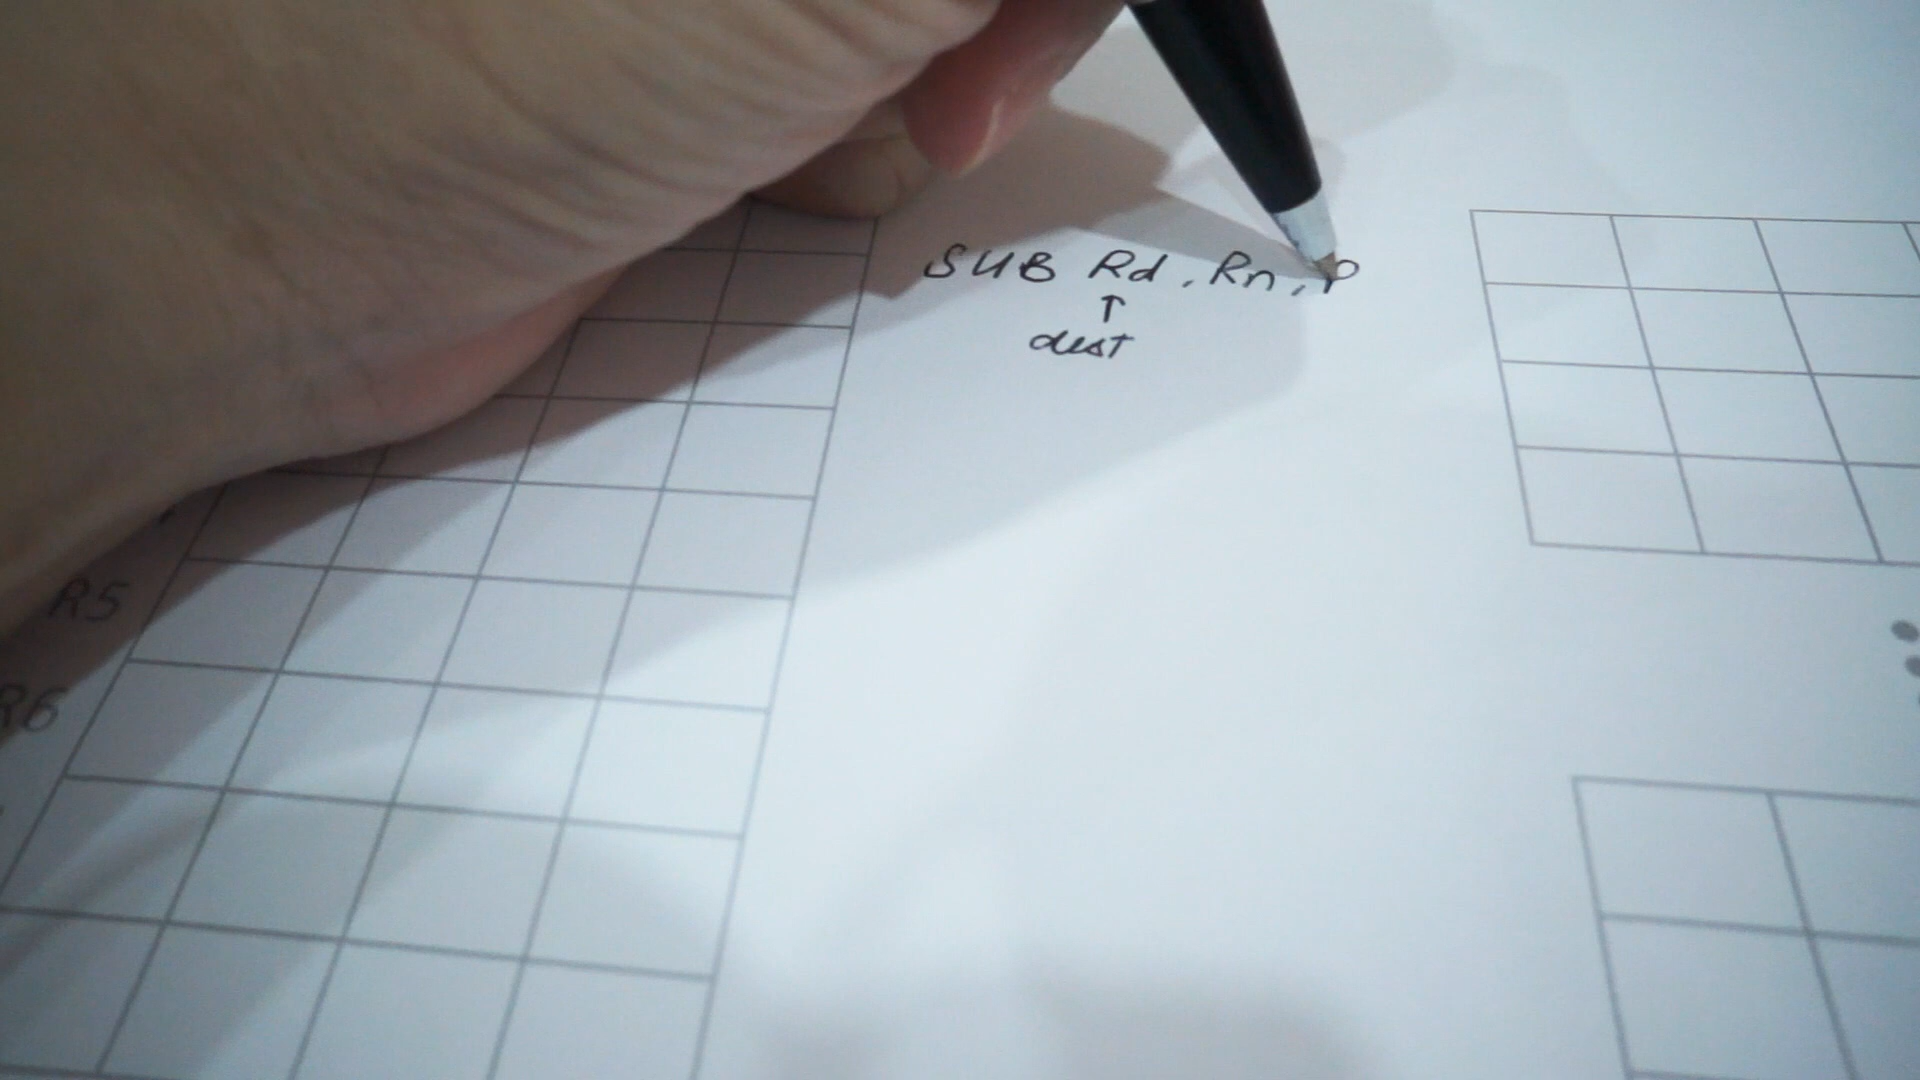 SUB Rd, Rn, R
↑
dest
R5
R6